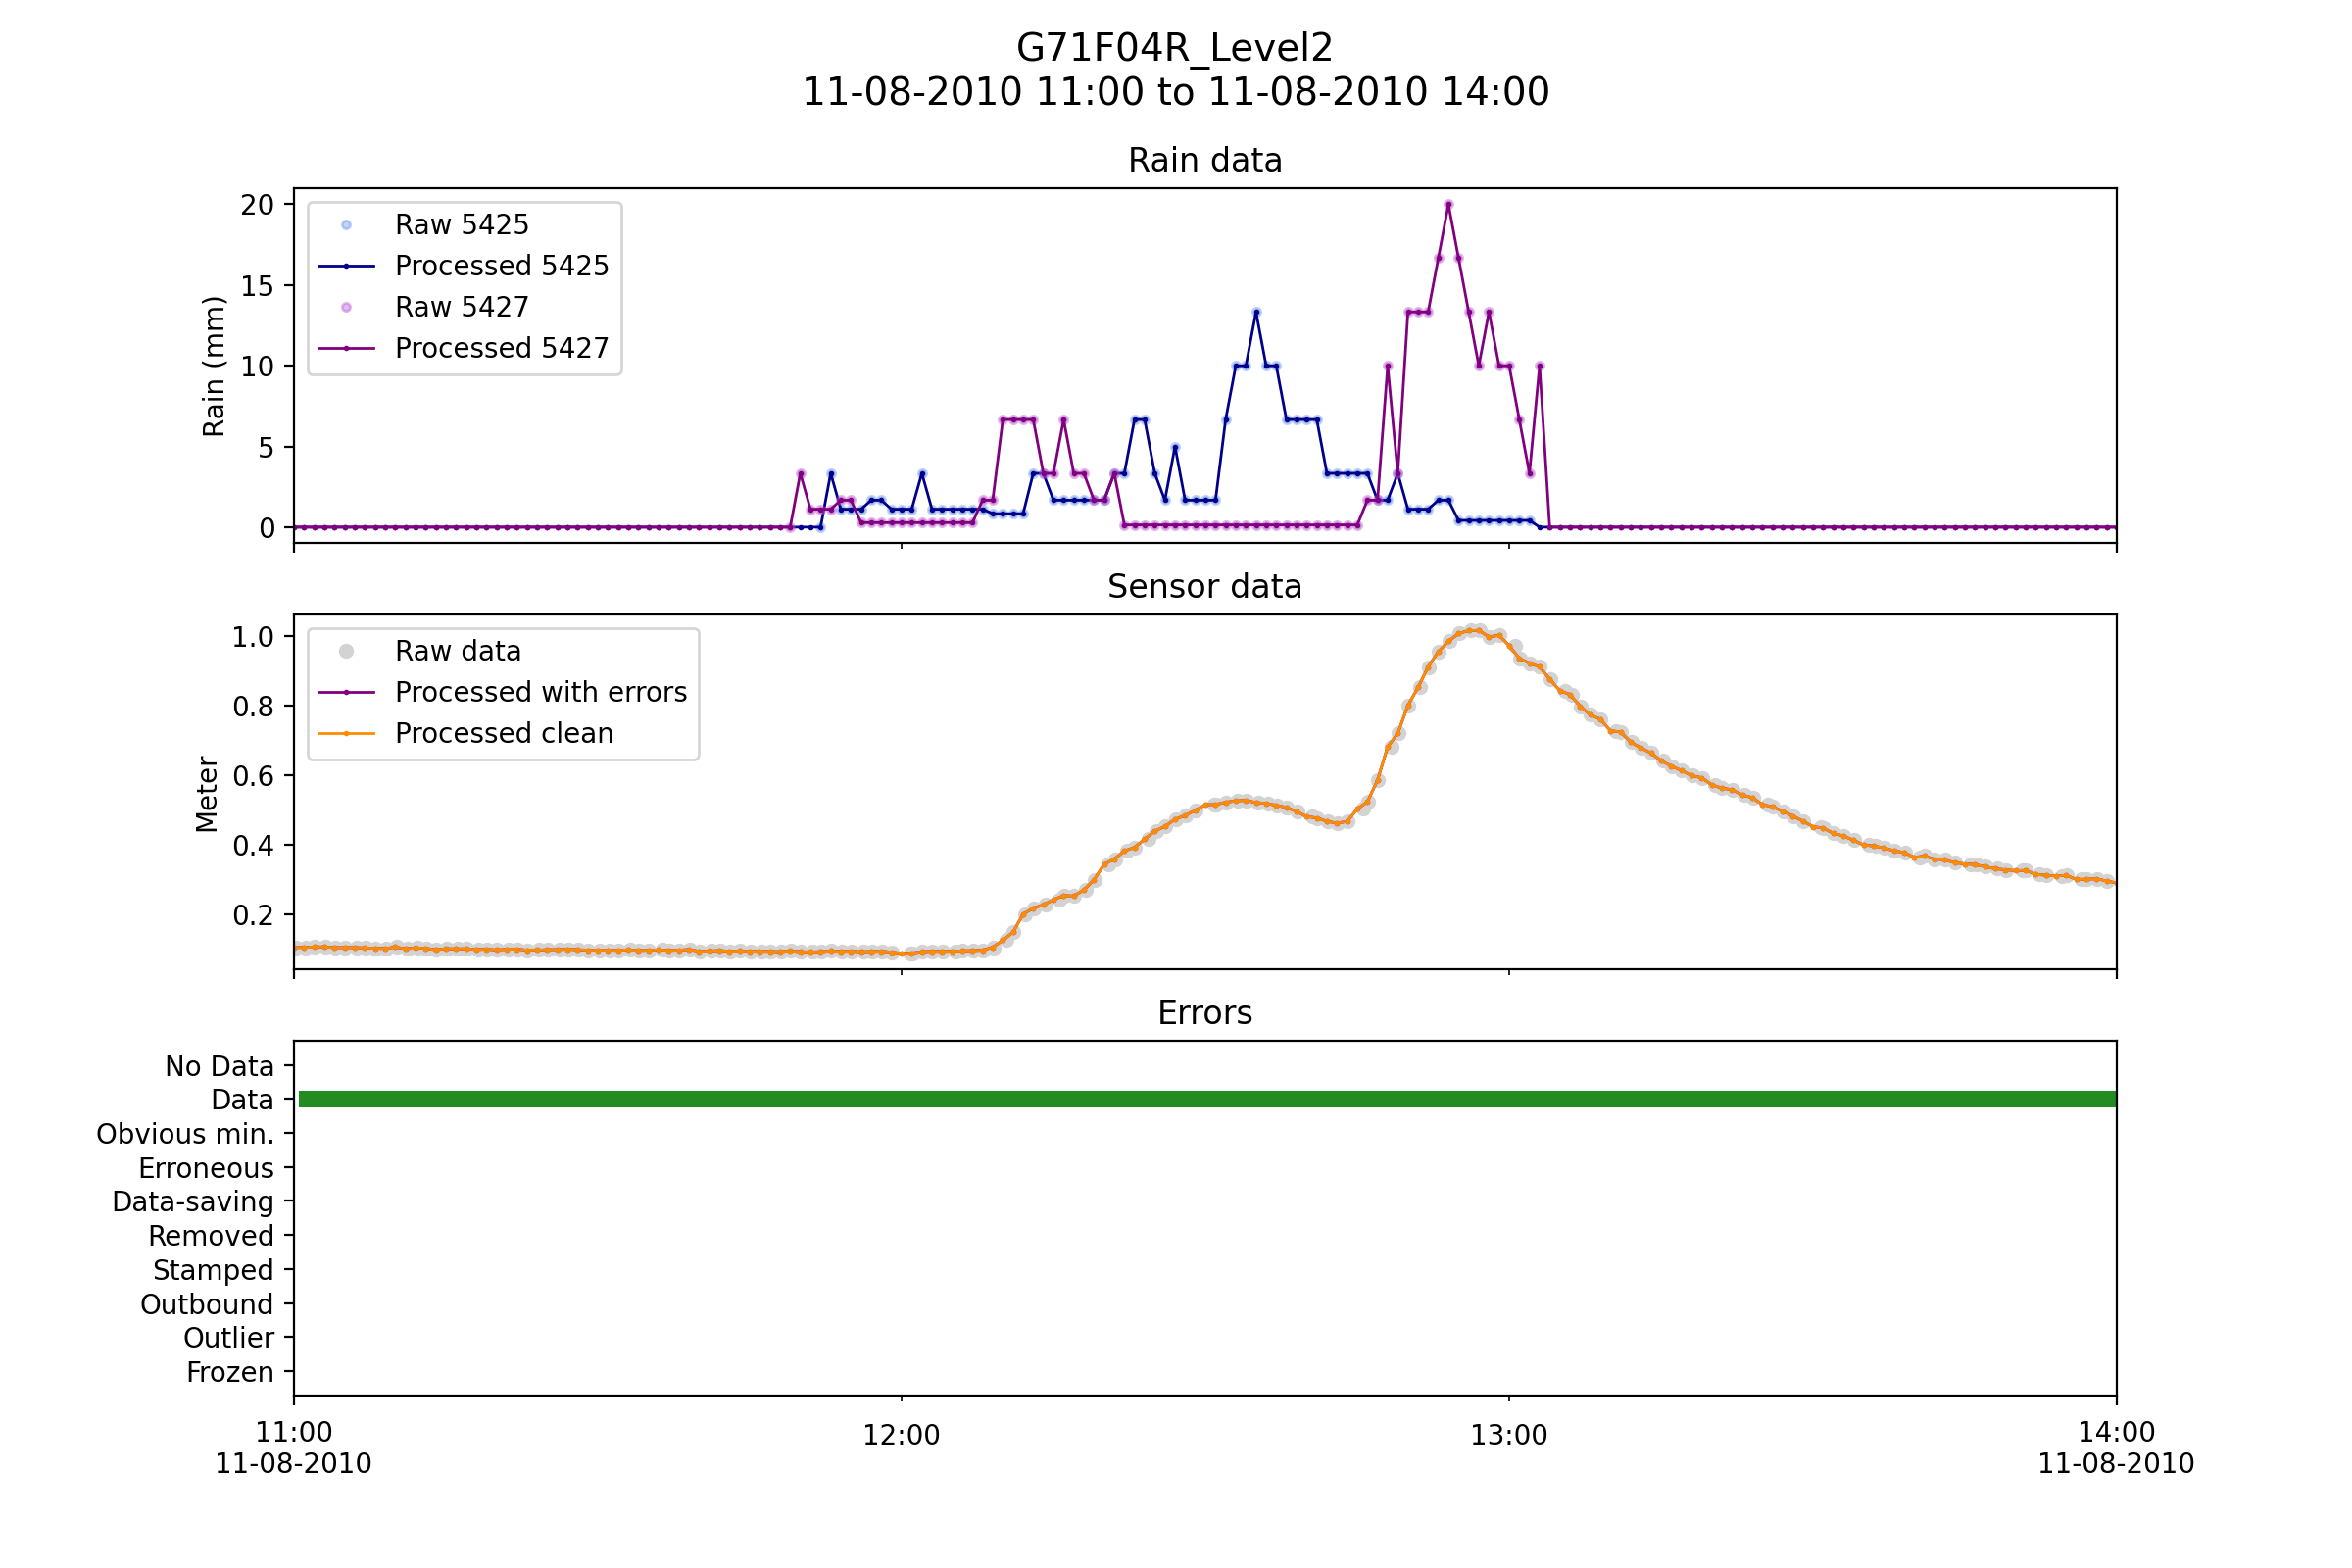 G71F04R_Level2
11-08-2010 11:00 to 11-08-2010 14:00
Rain data
Rain (mm)
20
15
10
5
0
Raw 5425
Processed 5425
Raw 5427
Processed 5427
Sensor data
Meter
1.0
0.8
0.6
0.4
0.2
Raw data
Processed with errors
Processed clean
Errors
No Data
Data
Obvious min.
Erroneous
Data-saving
Removed
Stamped
Outbound
Outlier
Frozen
11:00
11-08-2010
12:00
13:00
14:00
11-08-2010